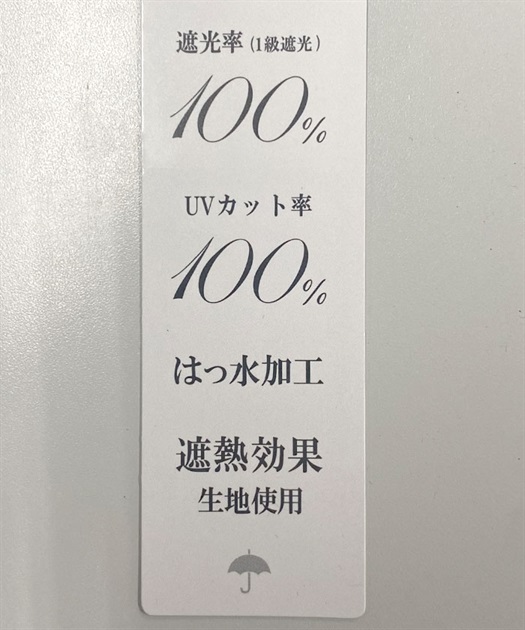 遮光率 (1級遮光)
100%
UVカット率
100%
はっ水加工
遮熱効果
生地使用